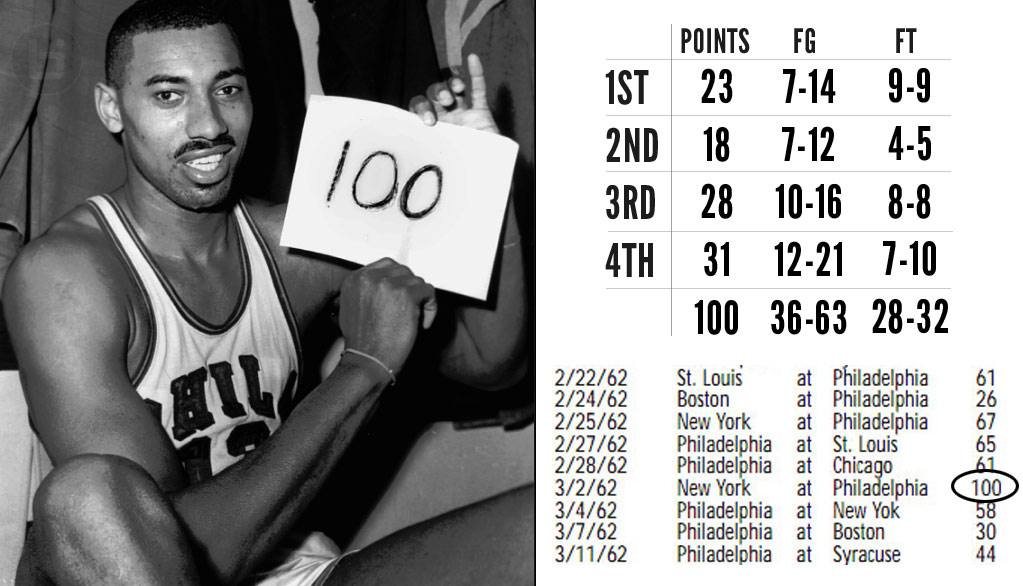 100
PHIL
POINTS FG FT
1ST 23 7-14 9-9
2ND 18 7-12 4-5
3RD 28 10-16 8-8
4TH 31 12-21 7-10
100 36-63 28-32
2/22/62 St. Louis at Philadelphia 61
2/24/62 Boston at Philadelphia 26
2/25/62 New York at Philadelphia 67
2/27/62 Philadelphia at St. Louis 65
2/28/62 Philadelphia at Chicago 61
3/2/62 New York at Philadelphia 100
3/4/62 Philadelphia at New Yok 58
3/7/62 Philadelphia at Boston 30
3/11/62 Philadelphia at Syracuse 44